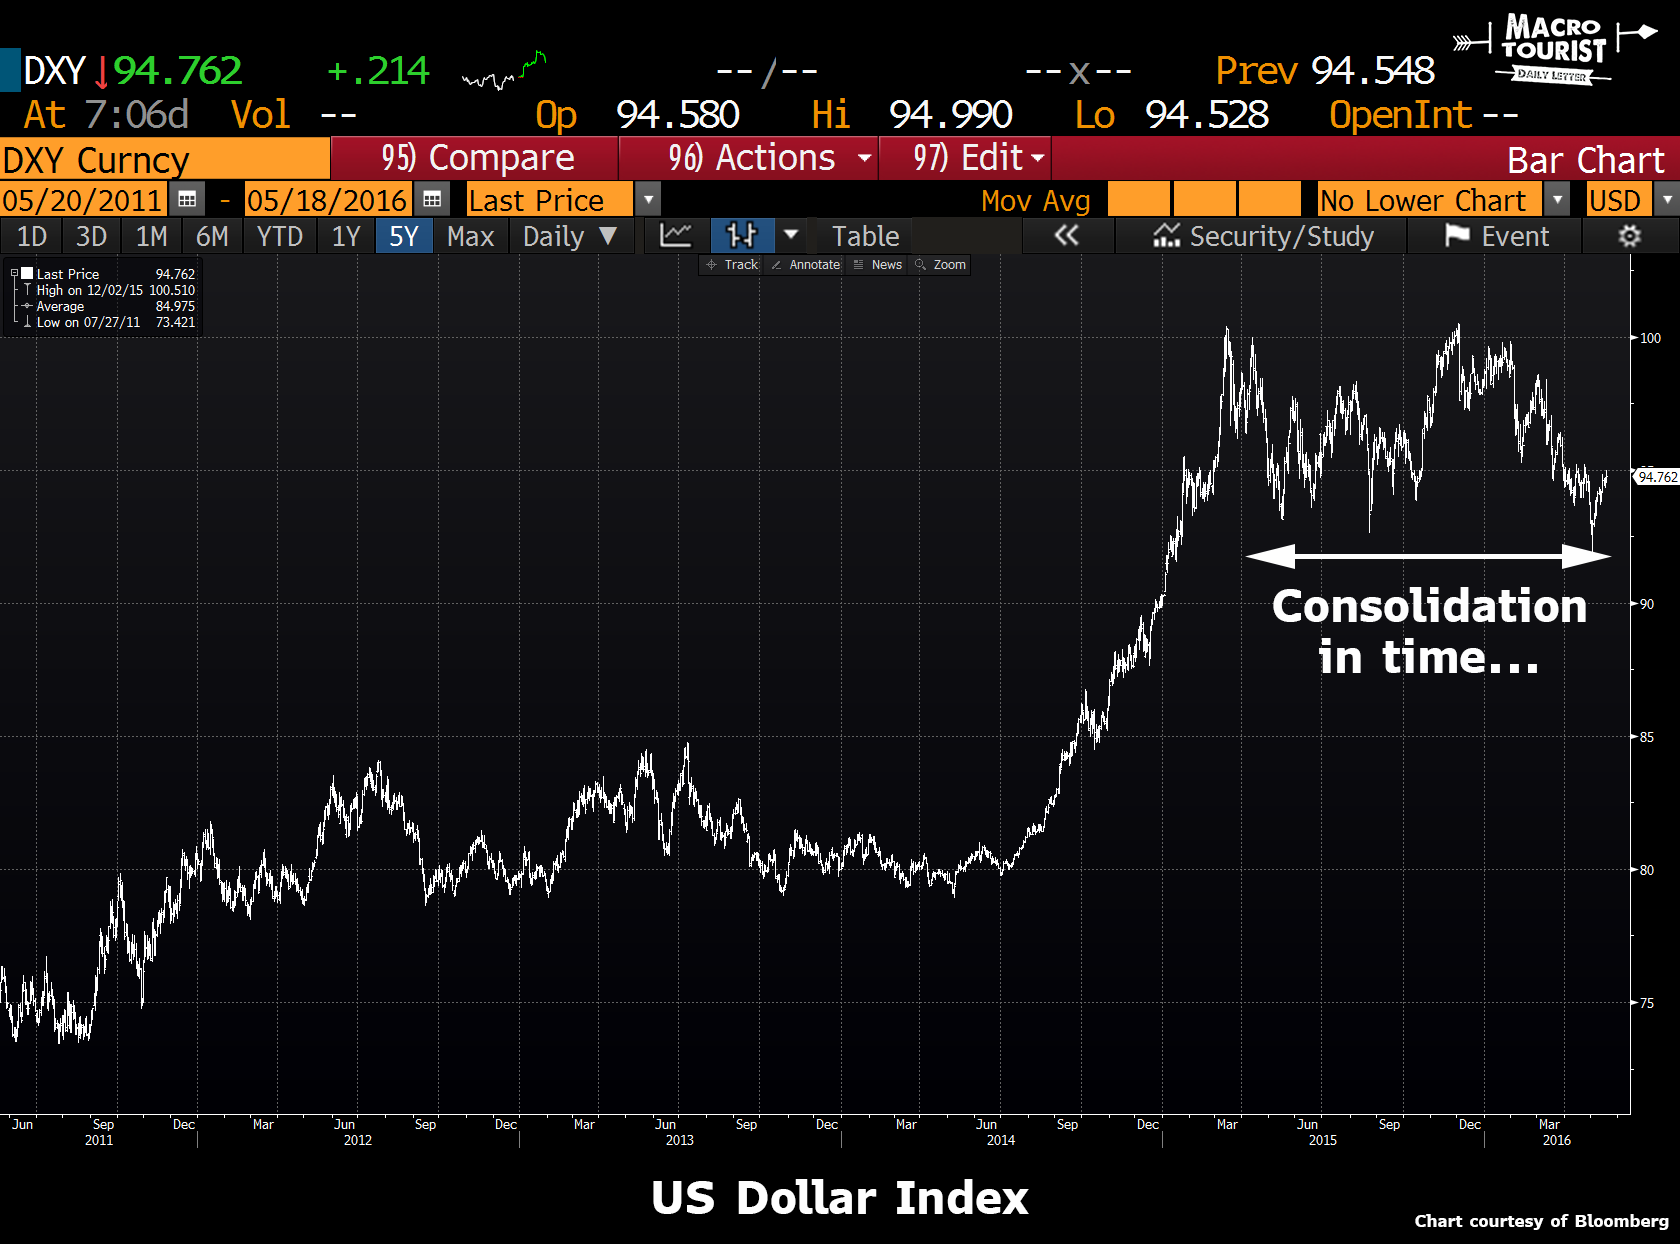 MACRO
TOURIST
DAILY LETTER
DXY ↓94.762 +.214 --/-- --x-- Prev 94.548
At 7:06d Vol -- Op 94.580 Hi 94.990 Lo 94.528 OpenInt --
DXY Curncy 95) Compare 96) Actions 97) Edit Bar Chart
05/20/2011 - 05/18/2016 Last Price Mov Avg No Lower Chart USD
1D 3D 1M 6M YTD 1Y 5Y Max Daily ▼ Table « Security/Study Event
Track Annotate News Zoom
Last Price 94.762
High on 12/02/15 100.510
Average 84.975
Low on 07/27/11 73.421
100
94.762
90
85
80
75
Consolidation
in time...
Jun Sep Dec Mar Jun Sep Dec Mar Jun Sep Dec Mar Jun Sep Dec Mar Jun Sep Dec Mar
2011 2012 2013 2014 2015 2016
US Dollar Index
Chart courtesy of Bloomberg